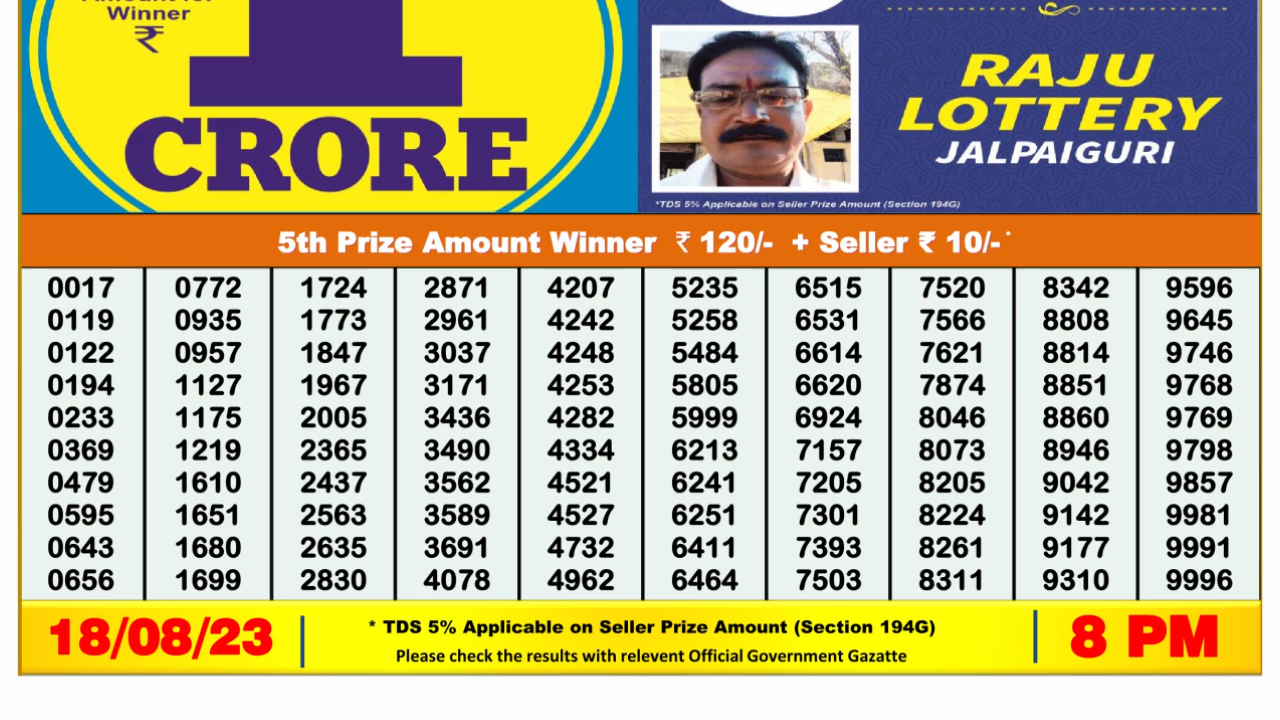 Amount for
Winner
₹
1
CRORE
RAJU
LOTTERY
JALPAIGURI
*TDS 5% Applicable on Seller Prize Amount (Section 194G)
5th Prize Amount Winner ₹ 120/- + Seller ₹ 10/-*
0017 0772 1724 2871 4207 5235 6515 7520 8342 9596
0119 0935 1773 2961 4242 5258 6531 7566 8808 9645
0122 0957 1847 3037 4248 5484 6614 7621 8814 9746
0194 1127 1967 3171 4253 5805 6620 7874 8851 9768
0233 1175 2005 3436 4282 5999 6924 8046 8860 9769
0369 1219 2365 3490 4334 6213 7157 8073 8946 9798
0479 1610 2437 3562 4521 6241 7205 8205 9042 9857
0595 1651 2563 3589 4527 6251 7301 8224 9142 9981
0643 1680 2635 3691 4732 6411 7393 8261 9177 9991
0656 1699 2830 4078 4962 6464 7503 8311 9310 9996
18/08/23
* TDS 5% Applicable on Seller Prize Amount (Section 194G)
Please check the results with relevent Official Government Gazatte
8 PM